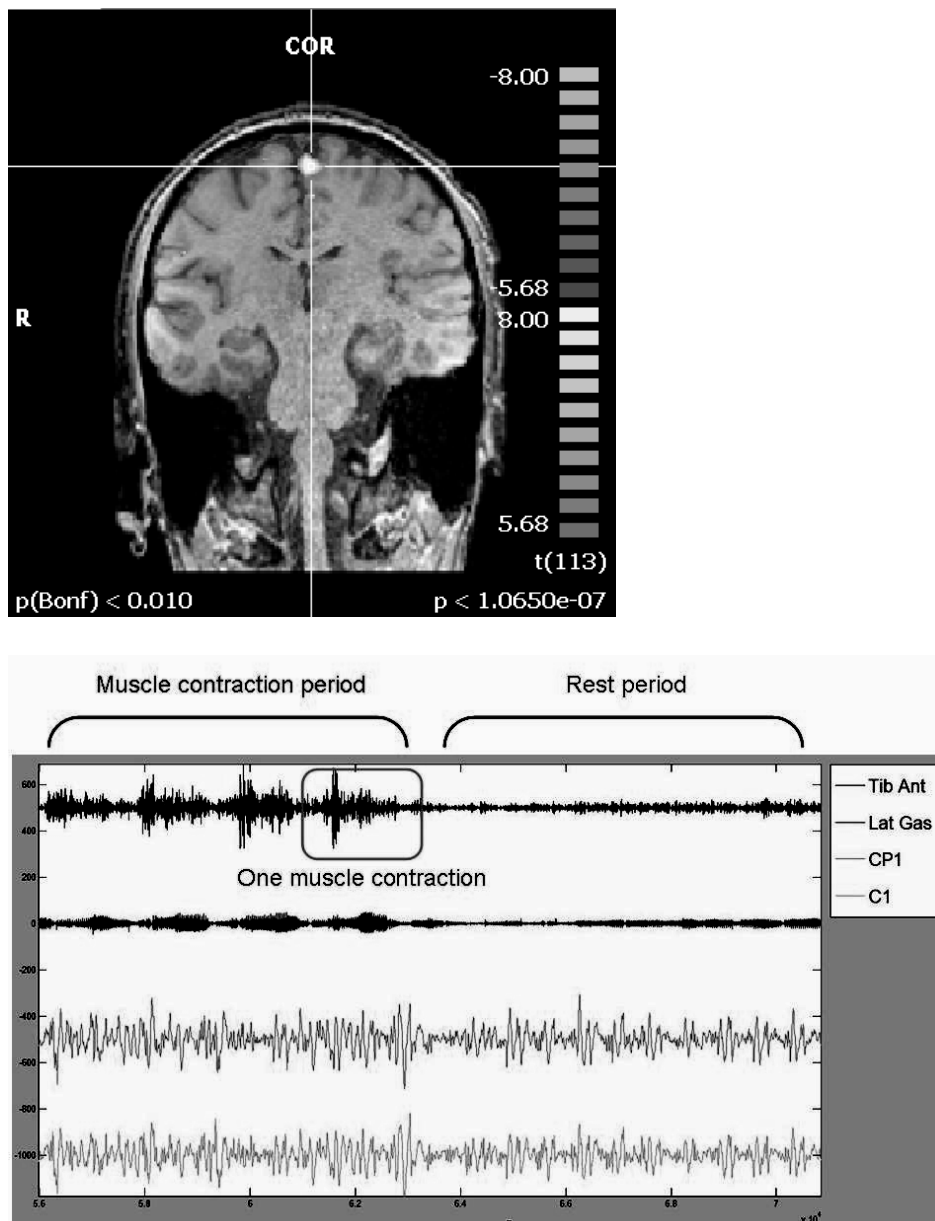 COR
-8.00
-5.68
8.00
R
5.68
t(113)
p(Bonf) < 0.010
p < 1.0650e-07
Muscle contraction period
Rest period
600
400
200
0
-200
-400
-600
-800
-1000
One muscle contraction
Tib Ant
Lat Gas
CP1
C1
5.6
5.8
6
6.2
6.4
6.6
6.8
7
x 10⁴